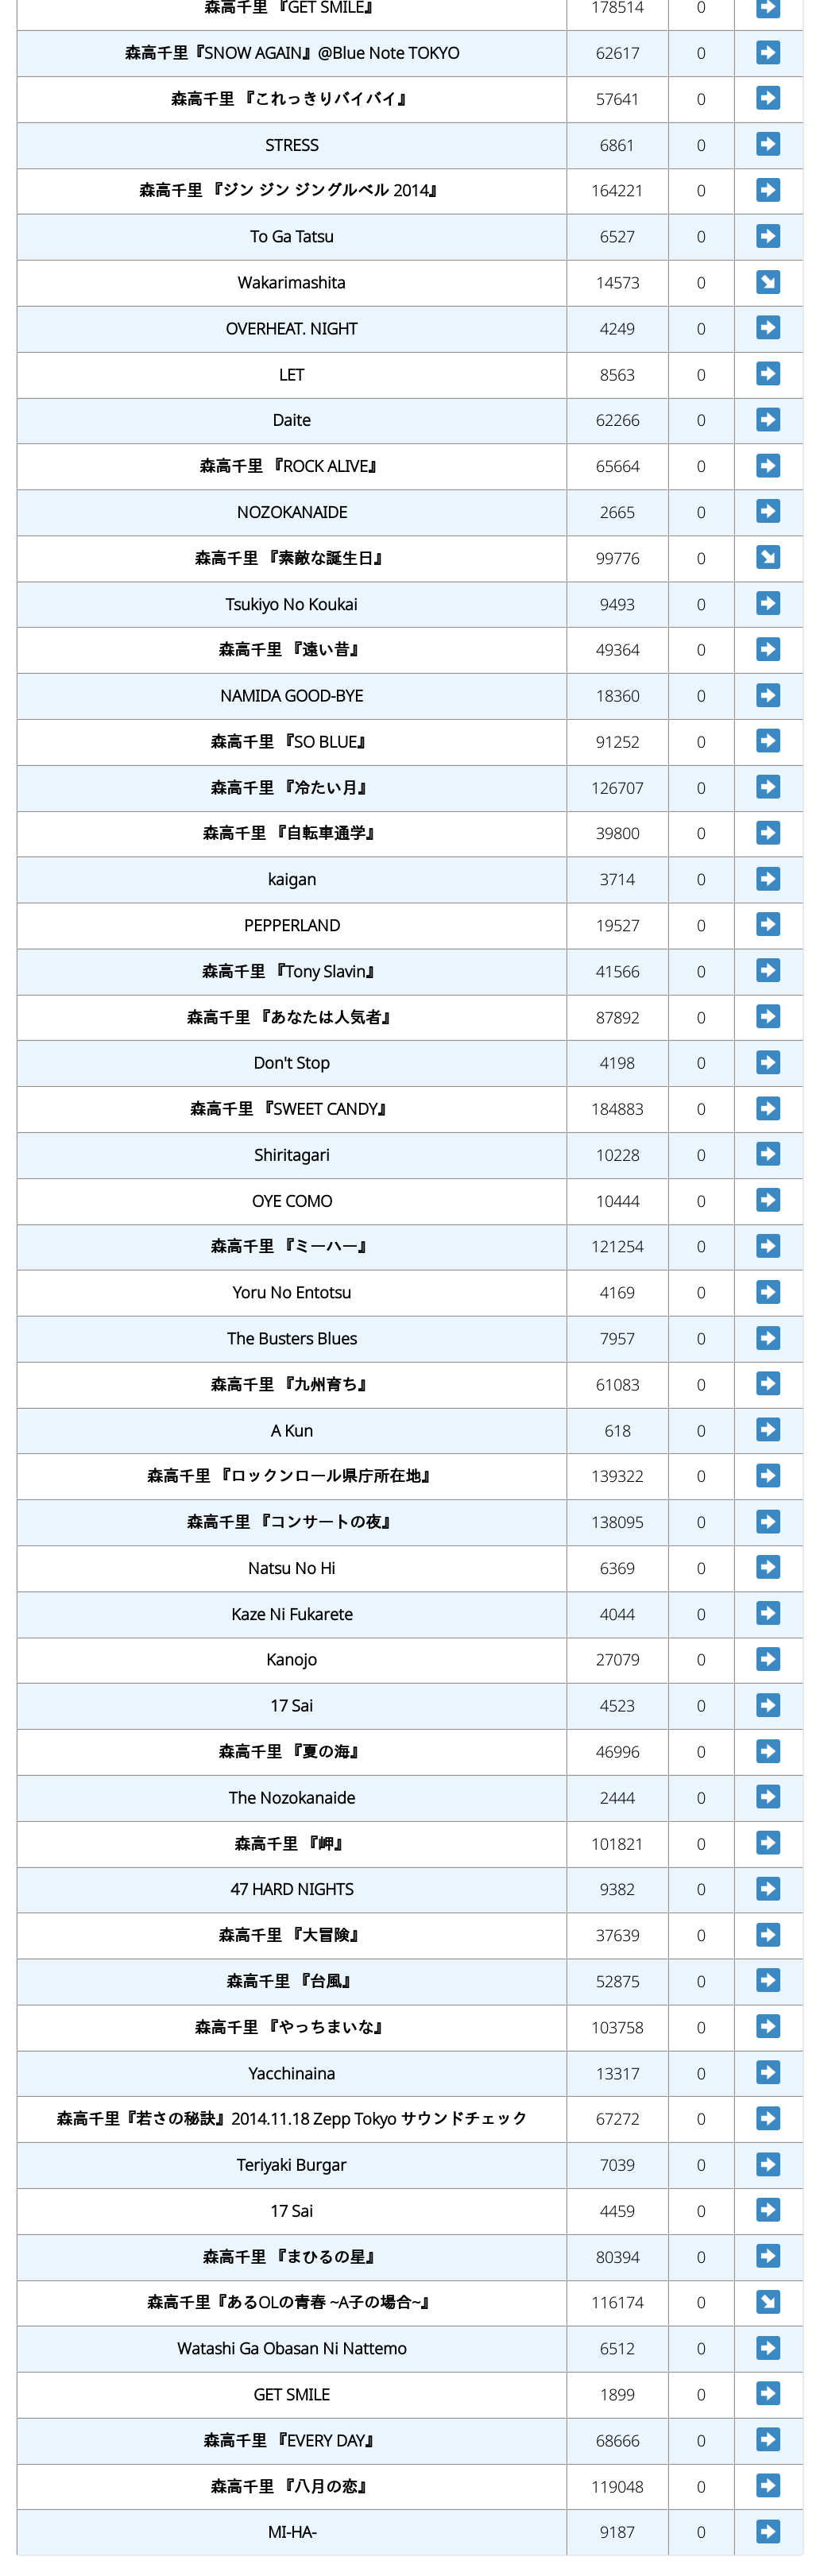 森高千里 『GET SMILE』 178514 0 ➡
森高千里『SNOW AGAIN』@Blue Note TOKYO 62617 0 ➡
森高千里 『これっきりバイバイ』 57641 0 ➡
STRESS 6861 0 ➡
森高千里 『ジン ジン ジングルベル 2014』 164221 0 ➡
To Ga Tatsu 6527 0 ➡
Wakarimashita 14573 0 ↘
OVERHEAT. NIGHT 4249 0 ➡
LET 8563 0 ➡
Daite 62266 0 ➡
森高千里 『ROCK ALIVE』 65664 0 ➡
NOZOKANAIDE 2665 0 ➡
森高千里 『素敵な誕生日』 99776 0 ↘
Tsukiyo No Koukai 9493 0 ➡
森高千里 『遠い昔』 49364 0 ➡
NAMIDA GOOD-BYE 18360 0 ➡
森高千里 『SO BLUE』 91252 0 ➡
森高千里 『冷たい月』 126707 0 ➡
森高千里 『自転車通学』 39800 0 ➡
kaigan 3714 0 ➡
PEPPERLAND 19527 0 ➡
森高千里 『Tony Slavin』 41566 0 ➡
森高千里 『あなたは人気者』 87892 0 ➡
Don't Stop 4198 0 ➡
森高千里 『SWEET CANDY』 184883 0 ➡
Shiritagari 10228 0 ➡
OYE COMO 10444 0 ➡
森高千里 『ミーハー』 121254 0 ➡
Yoru No Entotsu 4169 0 ➡
The Busters Blues 7957 0 ➡
森高千里 『九州育ち』 61083 0 ➡
A Kun 618 0 ➡
森高千里 『ロックンロール県庁所在地』 139322 0 ➡
森高千里 『コンサートの夜』 138095 0 ➡
Natsu No Hi 6369 0 ➡
Kaze Ni Fukarete 4044 0 ➡
Kanojo 27079 0 ➡
17 Sai 4523 0 ➡
森高千里 『夏の海』 46996 0 ➡
The Nozokanaide 2444 0 ➡
森高千里 『岬』 101821 0 ➡
47 HARD NIGHTS 9382 0 ➡
森高千里 『大冒険』 37639 0 ➡
森高千里 『台風』 52875 0 ➡
森高千里 『やっちまいな』 103758 0 ➡
Yacchinaina 13317 0 ➡
森高千里『若さの秘訣』2014.11.18 Zepp Tokyo サウンドチェック 67272 0 ➡
Teriyaki Burgar 7039 0 ➡
17 Sai 4459 0 ➡
森高千里 『まひるの星』 80394 0 ➡
森高千里『あるOLの青春 ~A子の場合~』 116174 0 ↘
Watashi Ga Obasan Ni Nattemo 6512 0 ➡
GET SMILE 1899 0 ➡
森高千里 『EVERY DAY』 68666 0 ➡
森高千里 『八月の恋』 119048 0 ➡
MI-HA- 9187 0 ➡